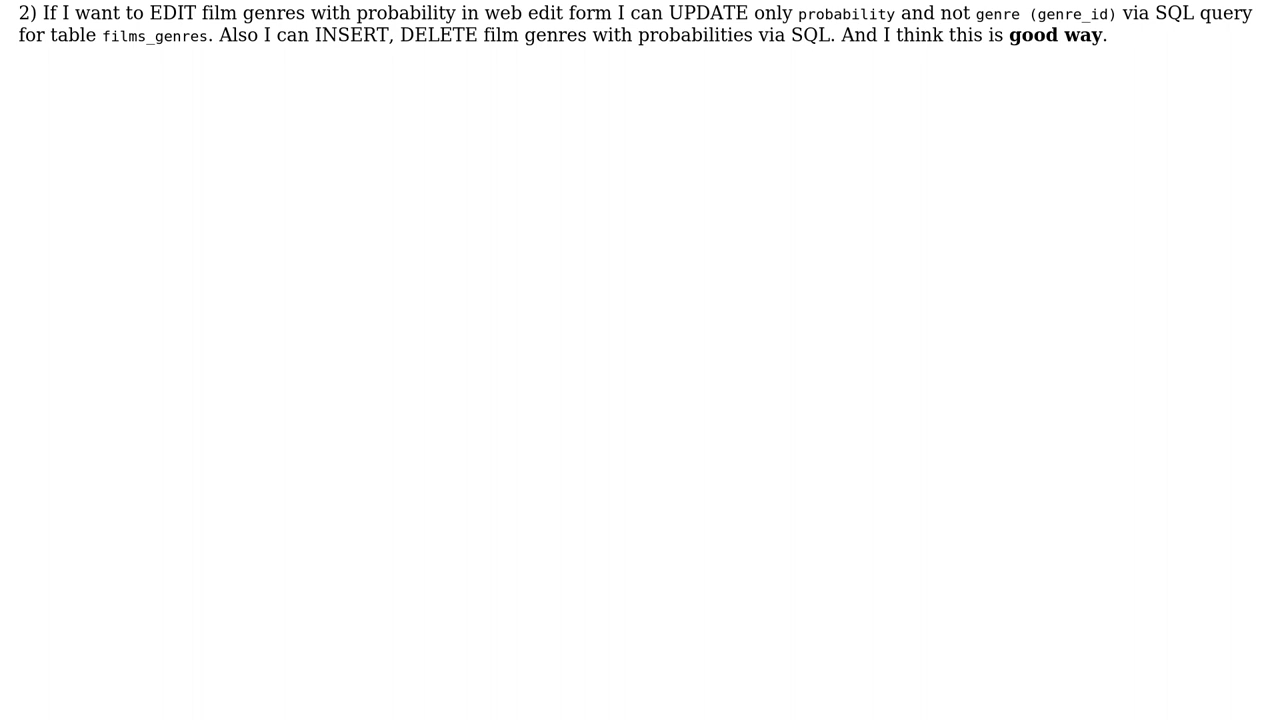 2) If I want to EDIT film genres with probability in web edit form I can UPDATE only probability and not genre (genre_id) via SQL query
for table films_genres. Also I can INSERT, DELETE film genres with probabilities via SQL. And I think this is good way.